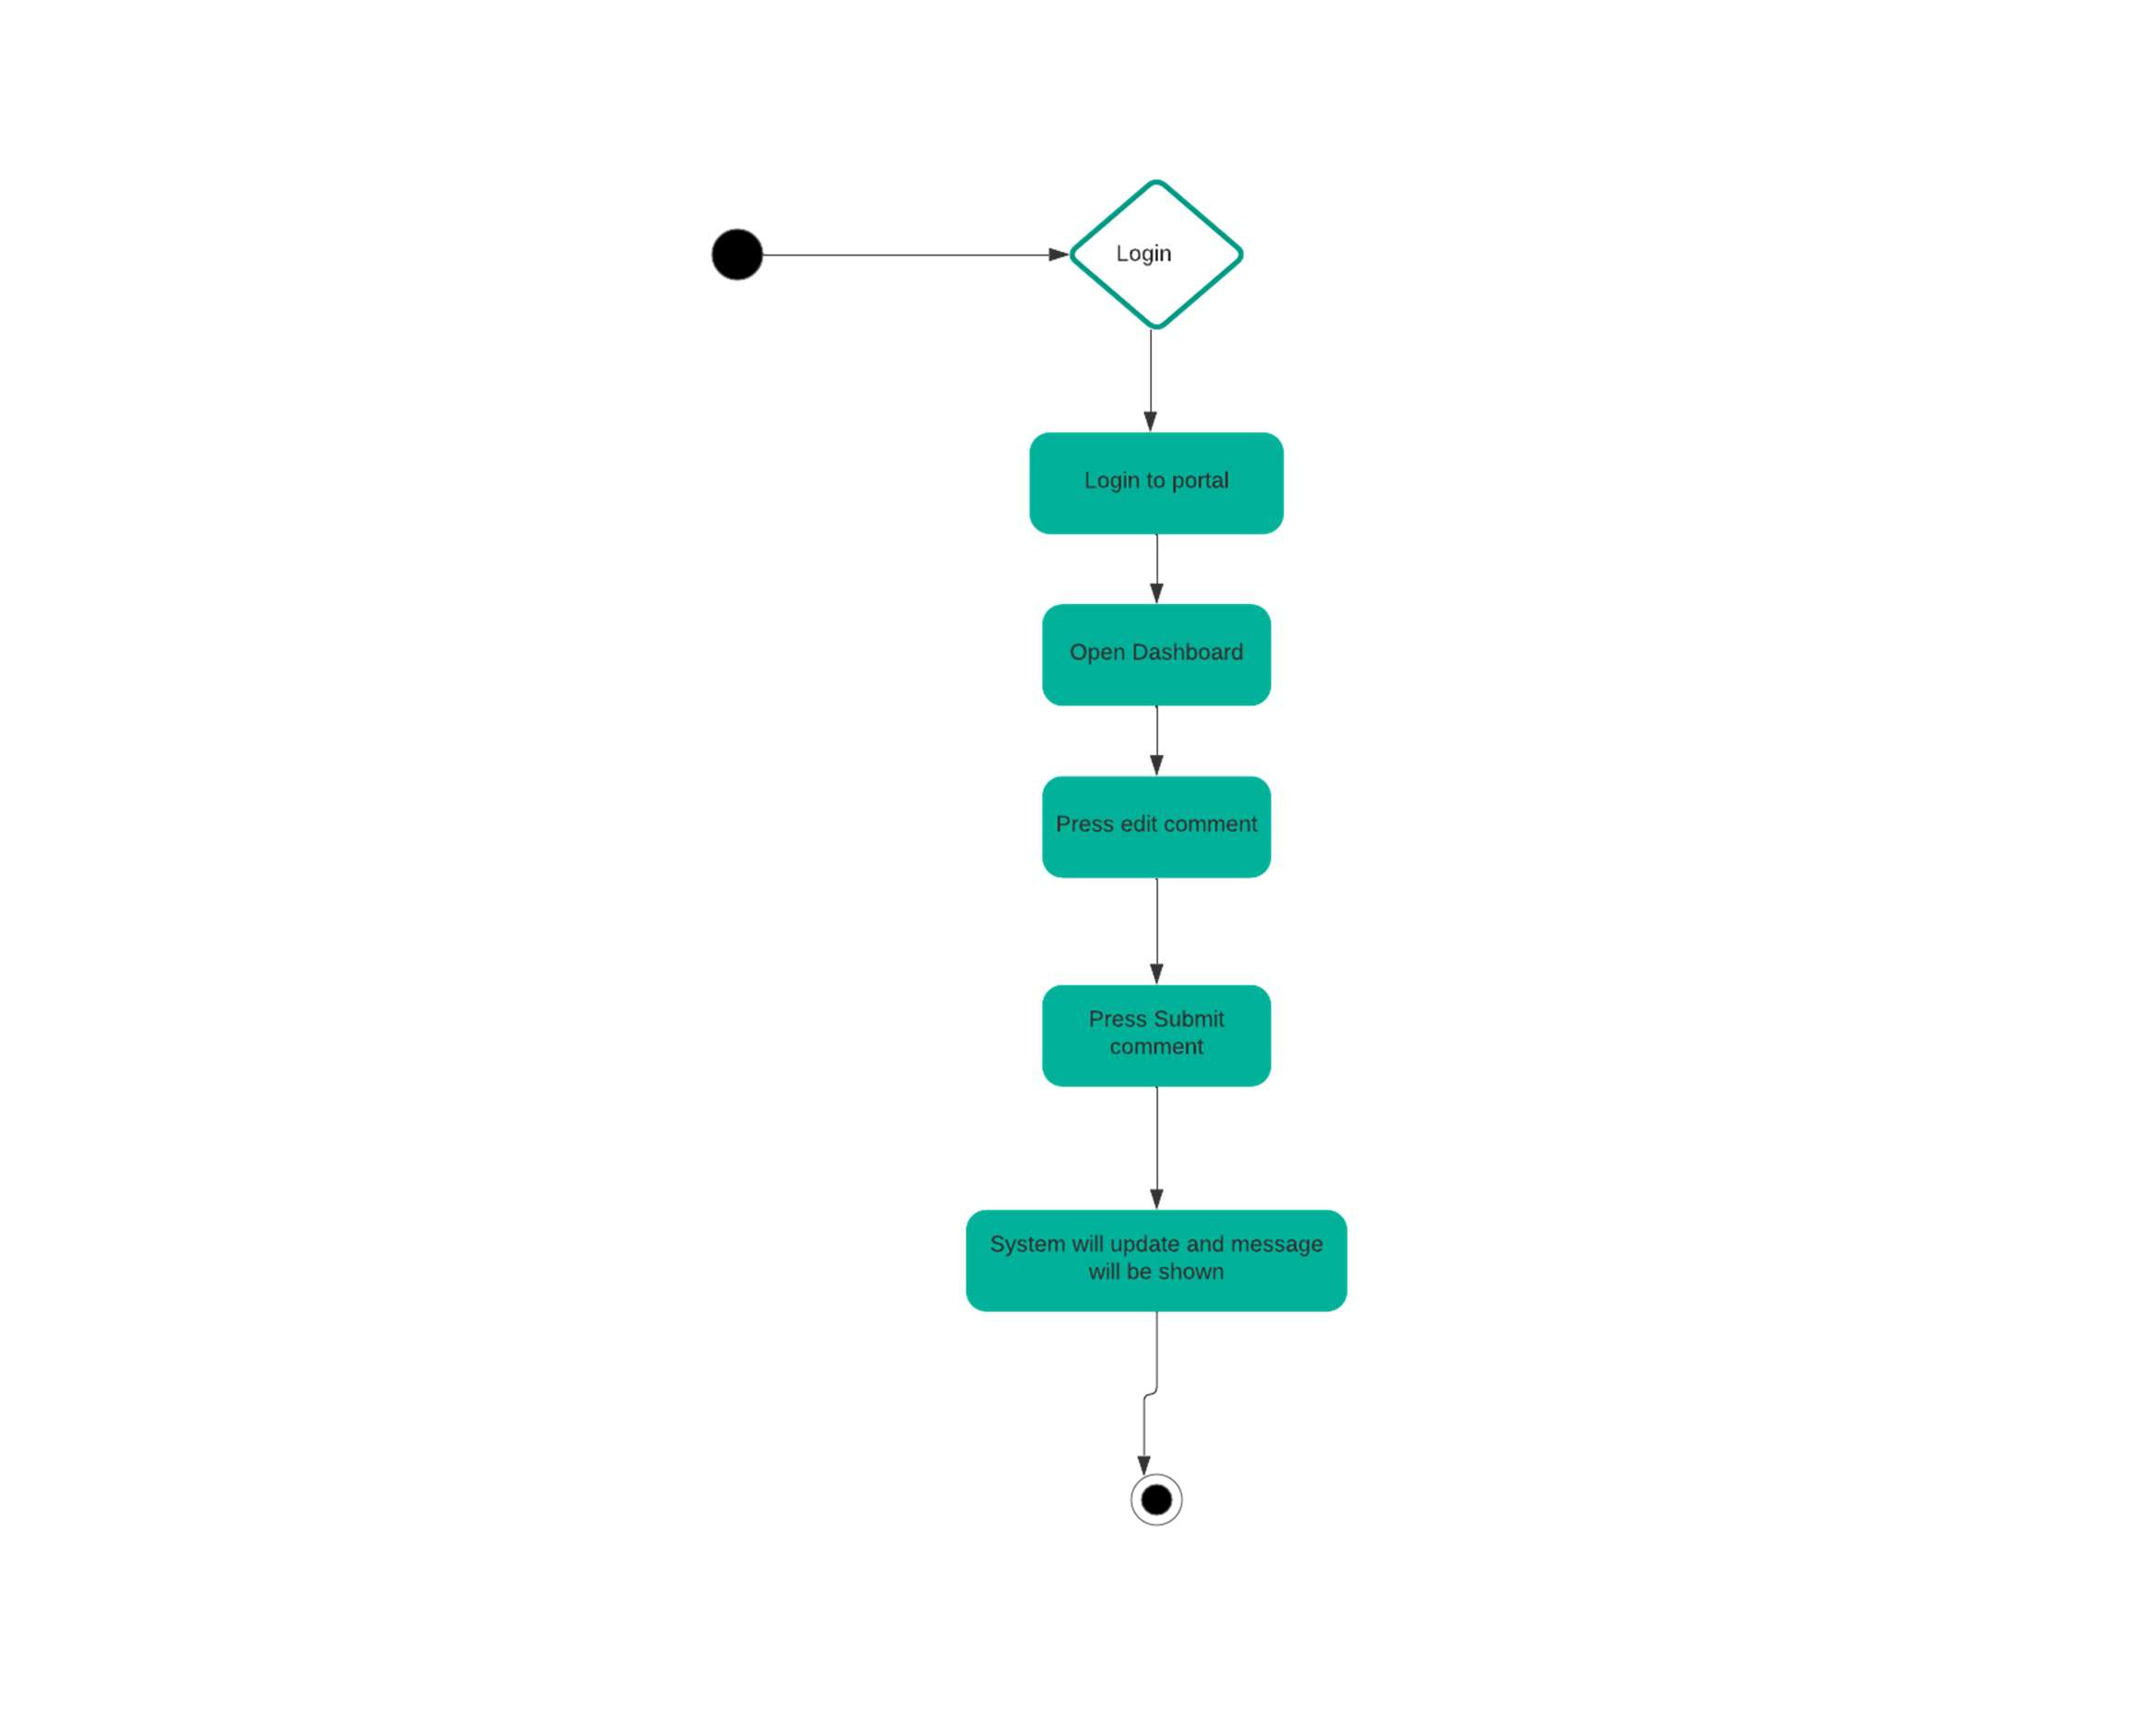 Login
Login to portal
Open Dashboard
Press edit comment
Press Submit
comment
System will update and message
will be shown